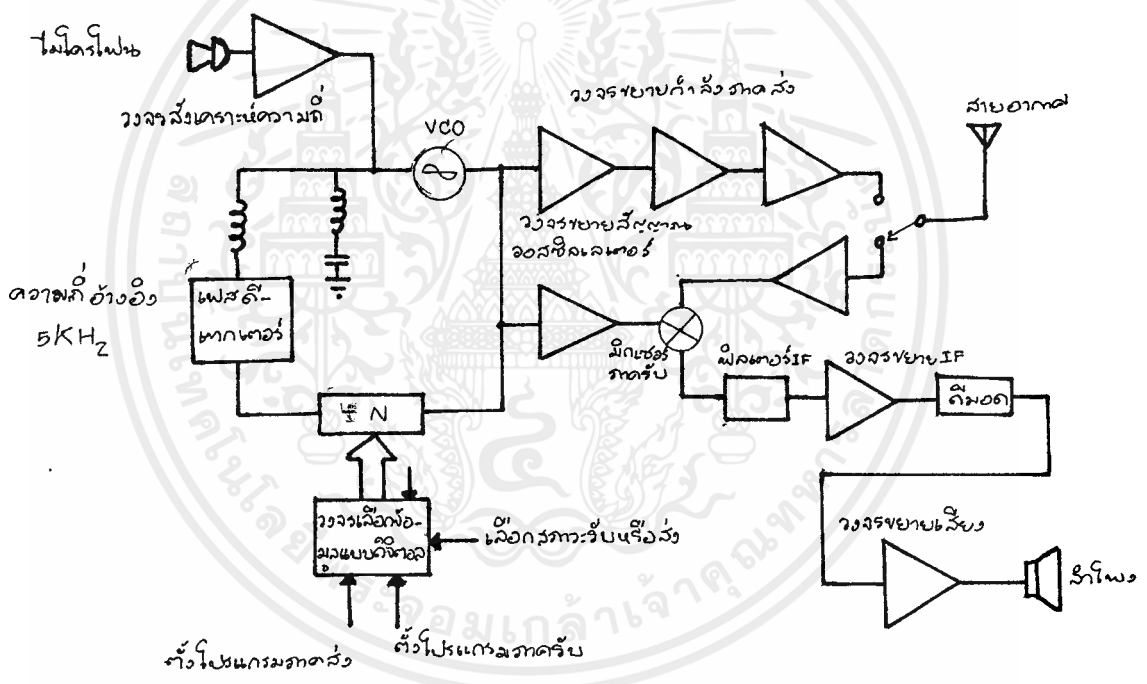 ไมโครโฟน
วงจรสังเคราะห์ความถี่
VCO
วงจรขยายกำลังภาคส่ง
สายอากาศ
วงจรขยายสัญญาณ
ออสซิลเลเตอร์
ความถี่อ้างอิง
5KHz
เฟสดี-
เทกเตอร์
÷ N
มิกเซอร์
ภาครับ
ฟิลเตอร์IF
วงจรขยายIF
ดีมอด
วงจรเลือกข้อ-
มูลแบบดิจิตอล
เลือกสภาวะรับหรือส่ง
วงจรขยายเสียง
ลำโพง
ตั้งโปรแกรมภาคส่ง
ตั้งโปรแกรมภาครับ